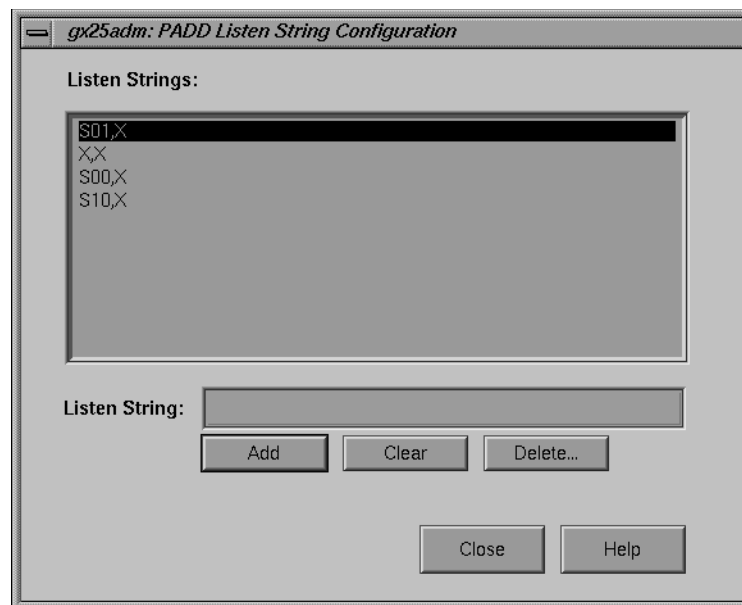 gx25adm: PADD Listen String Configuration
Listen Strings:
S01,X
X,X
S00,X
S10,X
Listen String:
Add Clear Delete...
Close Help